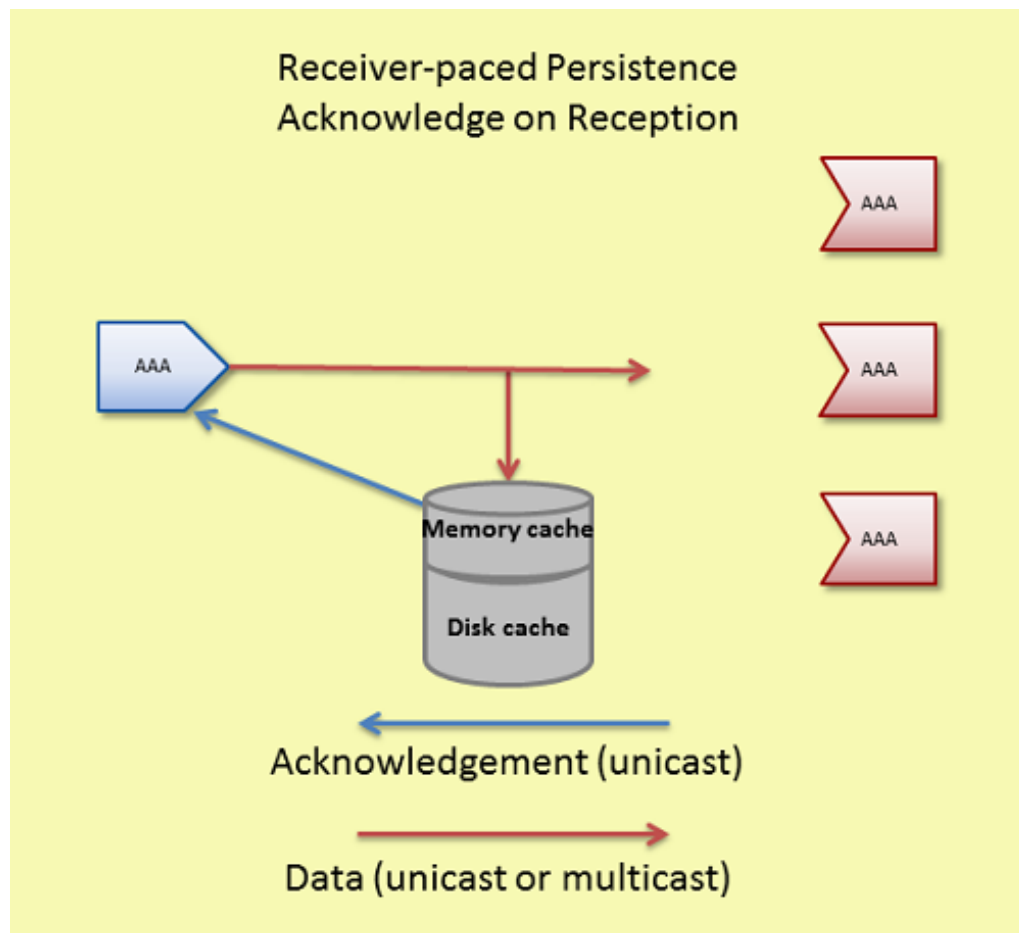 Receiver-paced Persistence
Acknowledge on Reception
AAA
AAA
AAA
AAA
Memory cache
Disk cache
Acknowledgement (unicast)
Data (unicast or multicast)